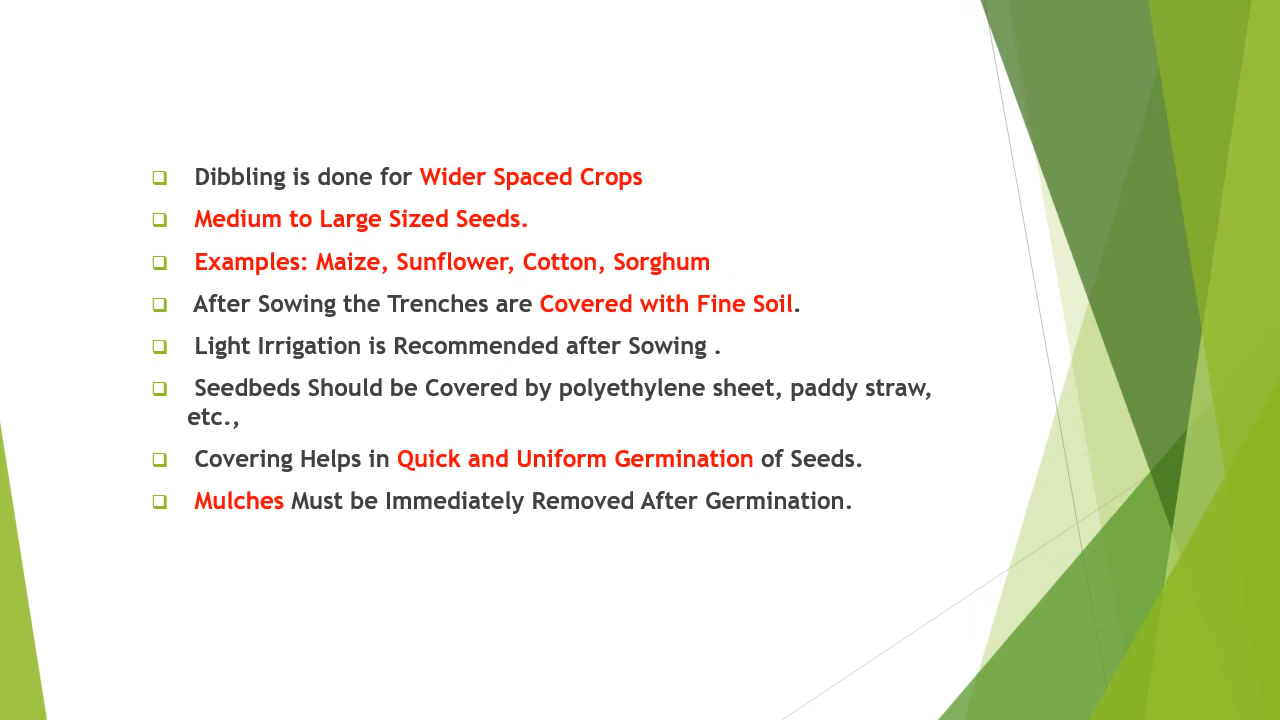 Dibbling is done for Wider Spaced Crops
Medium to Large Sized Seeds.
Examples: Maize, Sunflower, Cotton, Sorghum
After Sowing the Trenches are Covered with Fine Soil.
Light Irrigation is Recommended after Sowing .
Seedbeds Should be Covered by polyethylene sheet, paddy straw,
etc.,
Covering Helps in Quick and Uniform Germination of Seeds.
Mulches Must be Immediately Removed After Germination.